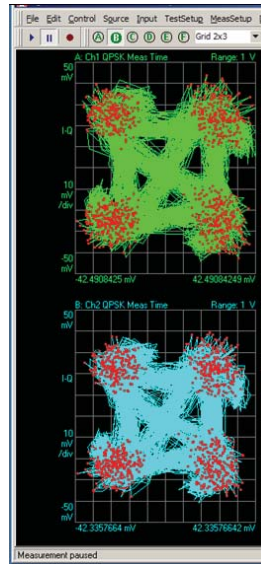 File Edit Control Source Input TestSetup MeasSetup
A B C D E F Grid 2x3
A: Ch1 QPSK Meas Time Range: 1 V
50
mV
I-Q
10
mV
/div
-50
mV
-42.4908425 mV 42.49084249 mV
B: Ch2 QPSK Meas Time Range: 1 V
50
mV
I-Q
10
mV
/div
-50
mV
-42.3357664 mV 42.33576642 mV
Measurement paused